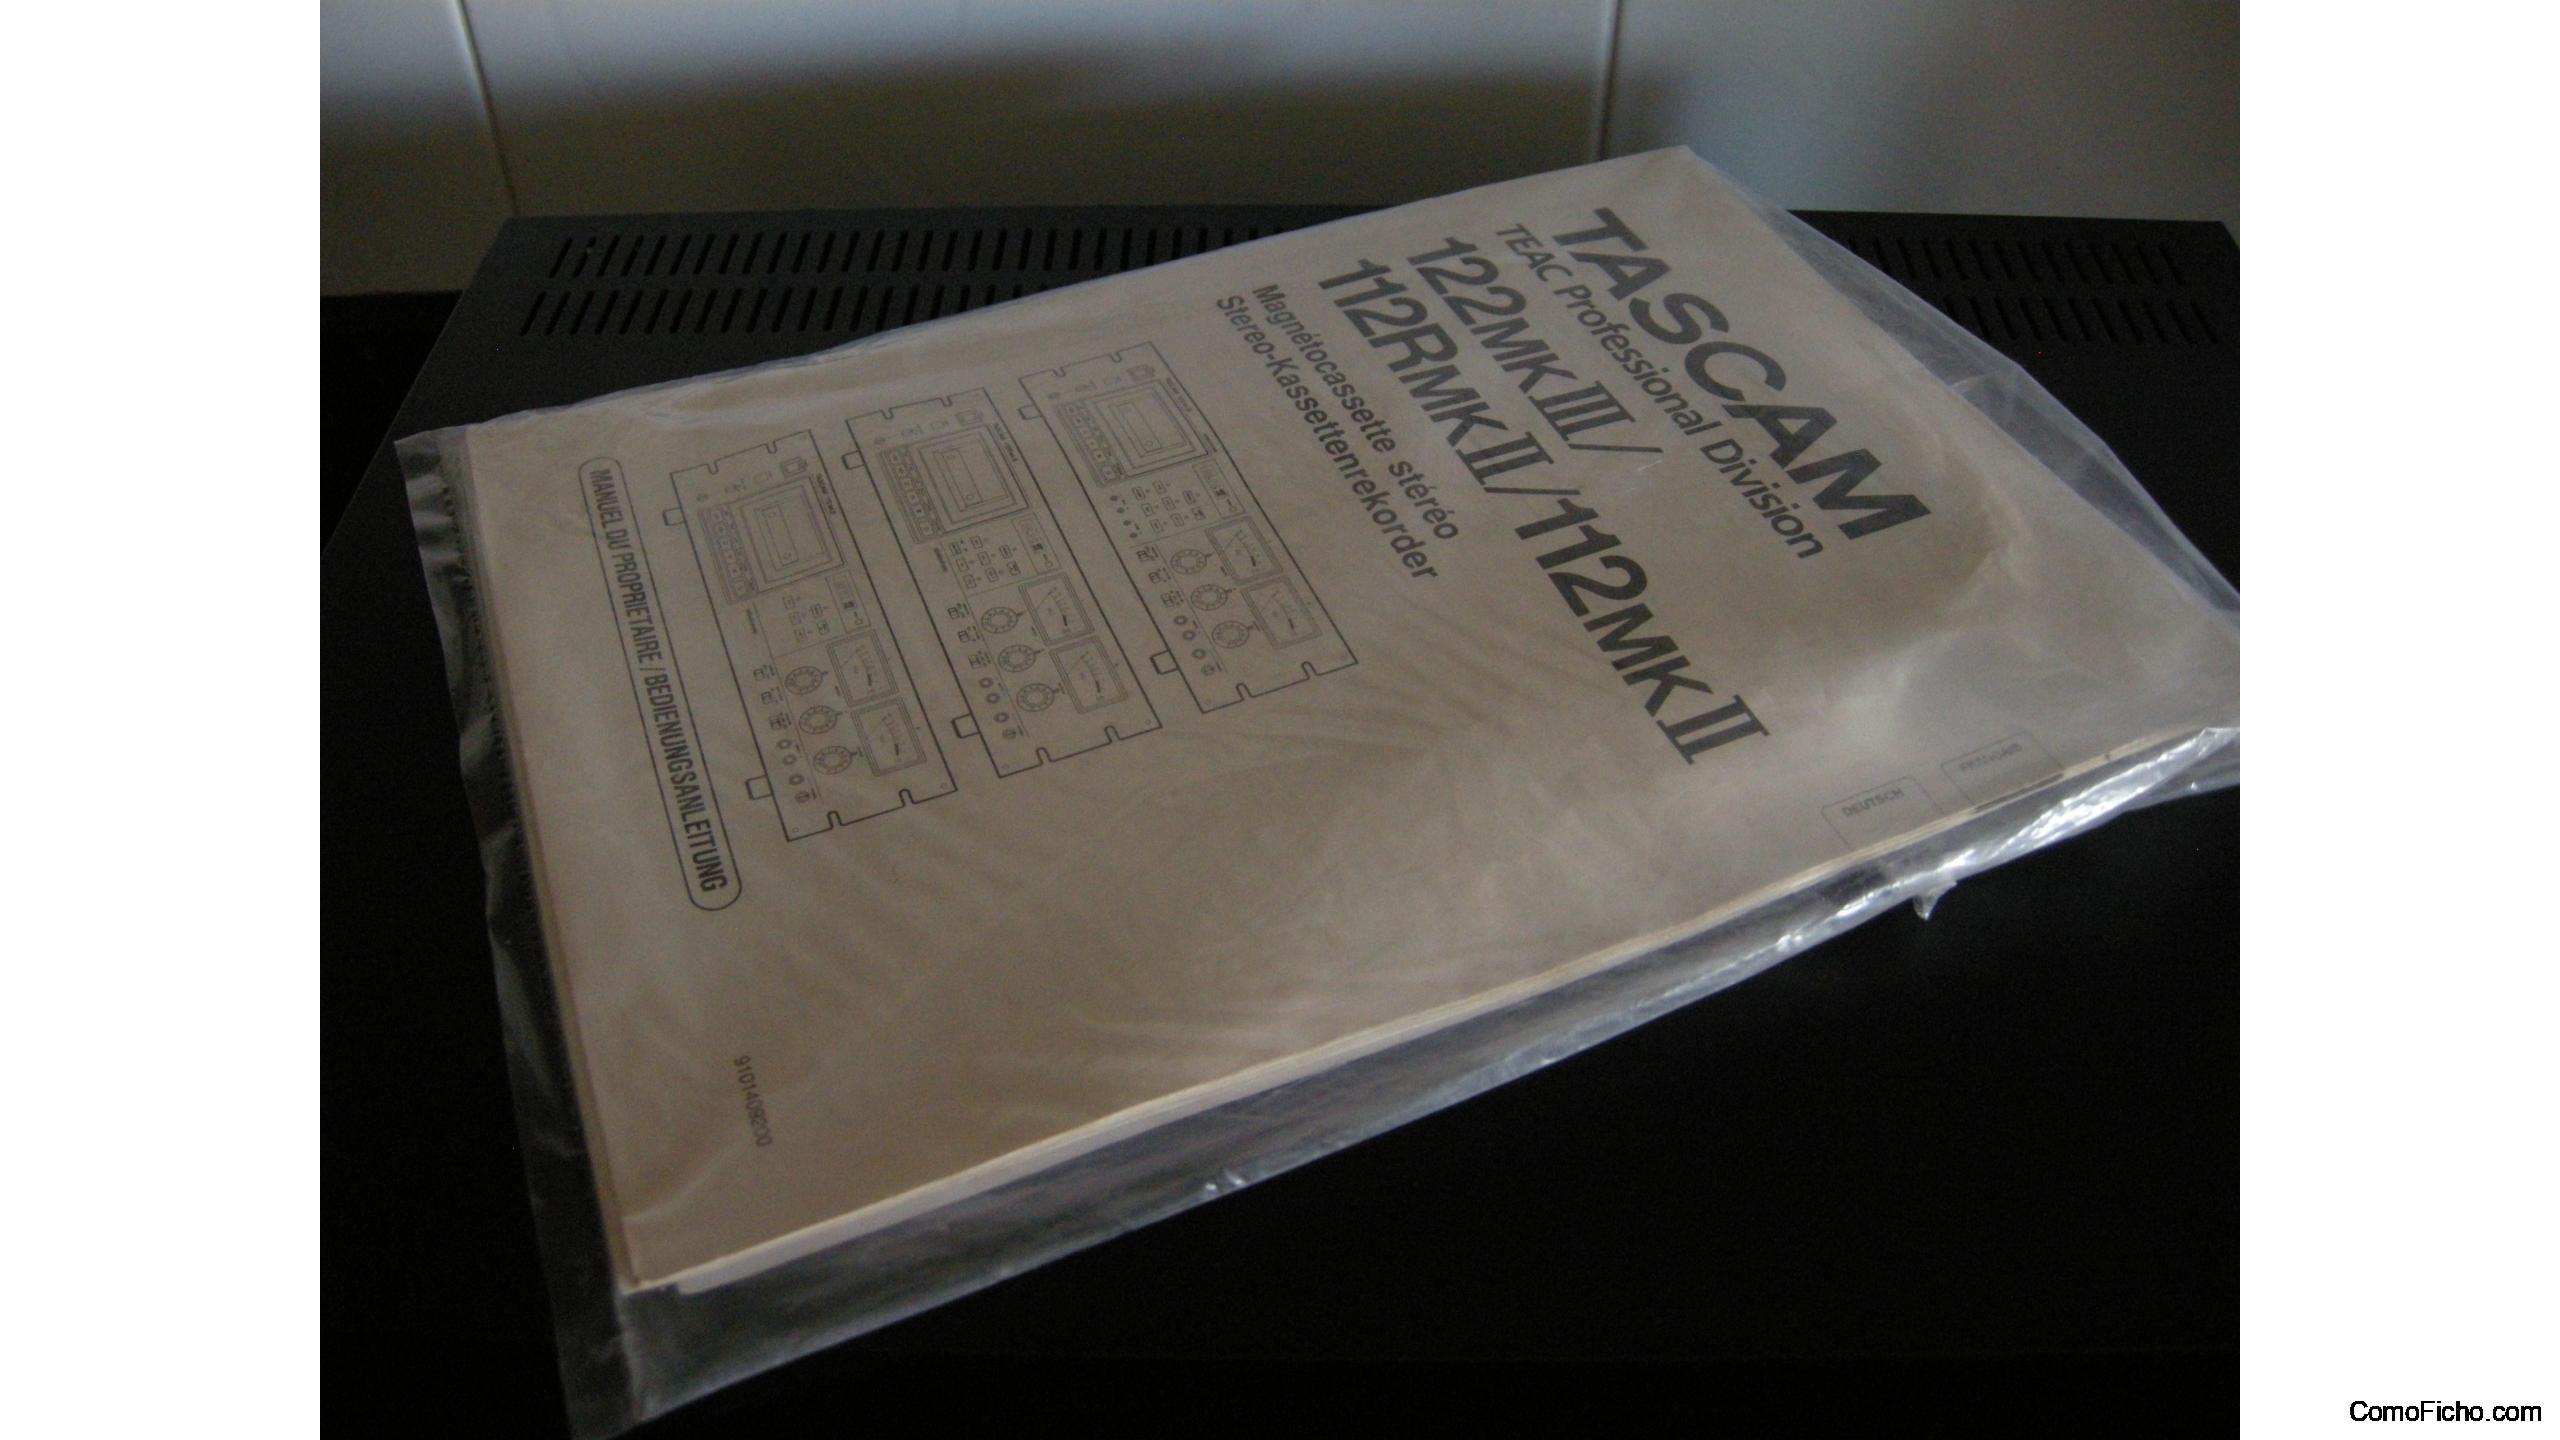 TASCAM
TEAC Professional Division
122MKIII/
112RMKII/112MKII
Magnétocassette stéréo
Stereo-Kassettenrekorder
FRANÇAIS
DEUTSCH
MANUEL DU PROPRIETAIRE/BEDIENUNGSANLEITUNG
9101409200
ComoFicho.com